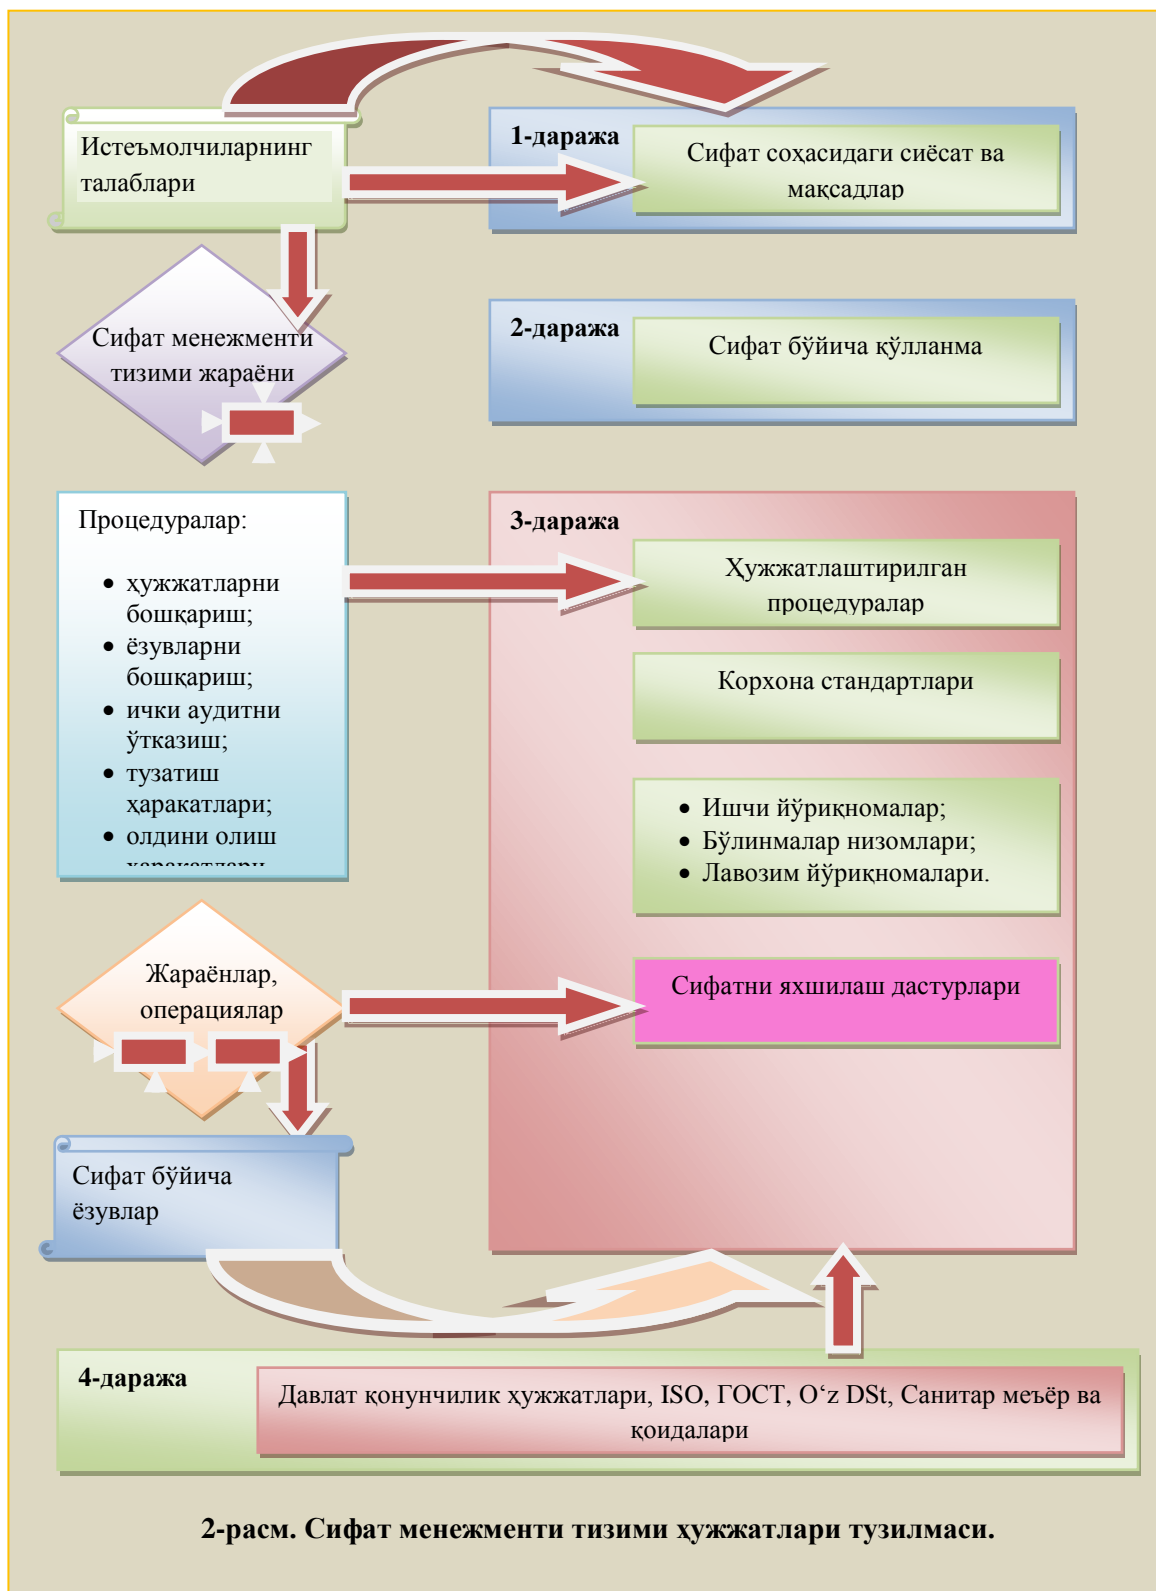 Истеъмолчиларнинг
талаблари
1-даража
Сифат соҳасидаги сиёсат ва
мақсадлар
Сифат менежменти
тизими жараёни
2-даража
Сифат бўйича қўлланма
Процедуралар:
• ҳужжатларни
бошқариш;
• ёзувларни
бошқариш;
• ички аудитни
ўтказиш;
• тузатиш
ҳаракатлари;
• олдини олиш
ҳаракатлари
3-даража
Ҳужжатлаштирилган
процедуралар
Корхона стандартлари
• Ишчи йўриқномалар;
• Бўлинмалар низомлари;
• Лавозим йўриқномалари.
Жараёнлар,
операциялар
Сифатни яхшилаш дастурлари
Сифат бўйича
ёзувлар
4-даража
Давлат қонунчилик ҳужжатлари, ISO, ГОСТ, O‘z DSt, Санитар меъёр ва
қоидалари
2-расм. Сифат менежменти тизими ҳужжатлари тузилмаси.